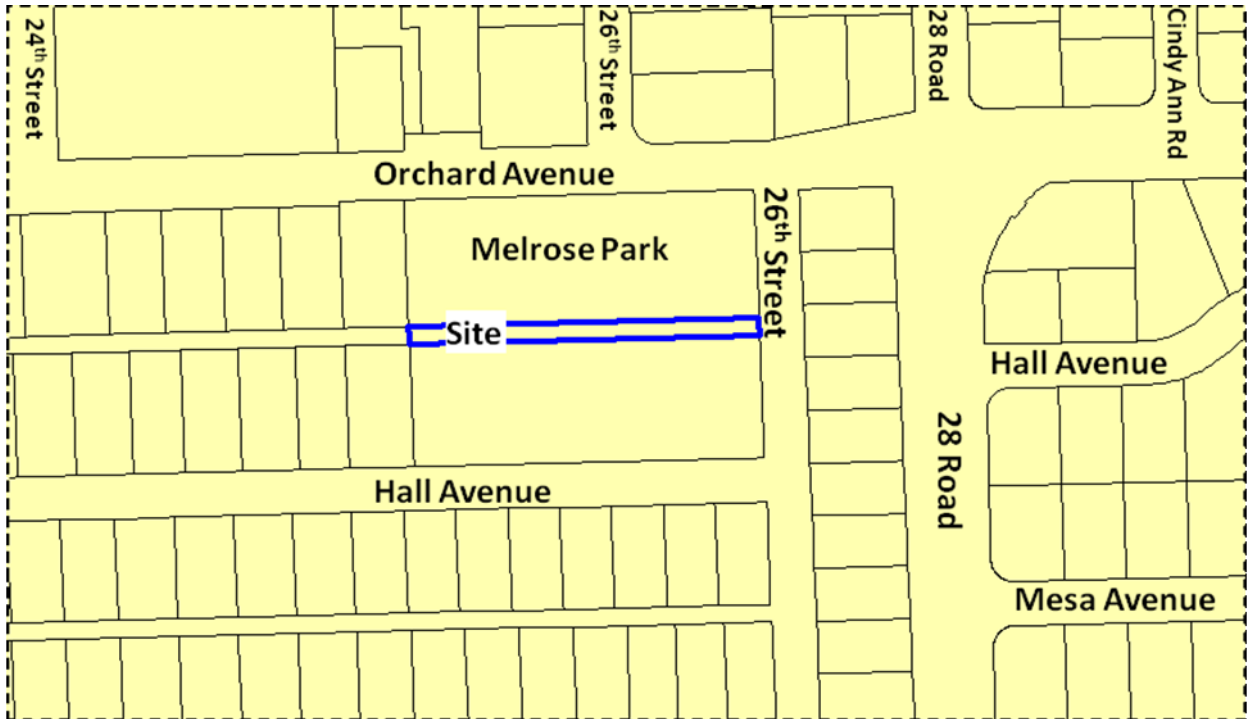 24th Street
26th Street
28 Road
Cindy Ann Rd
Orchard Avenue
Melrose Park
26th Street
Site
Hall Avenue
28 Road
Hall Avenue
Mesa Avenue